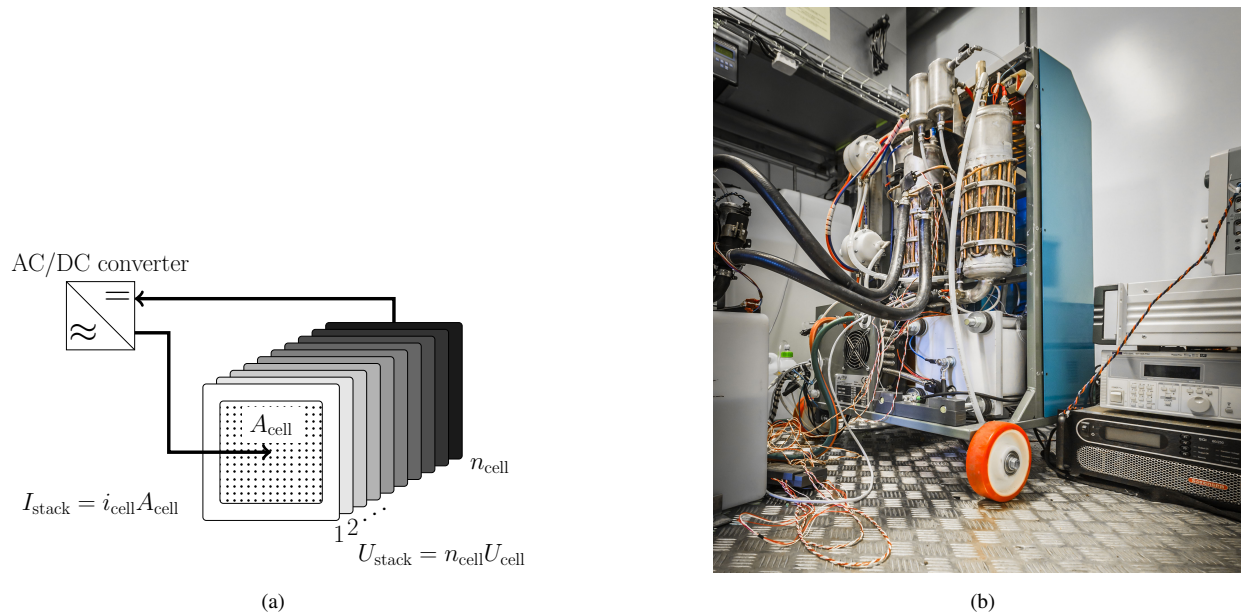 AC/DC converter
=
≈
A_cell
n_cell
I_stack = i_cell A_cell
1 2 ...
U_stack = n_cell U_cell
(a)
(b)